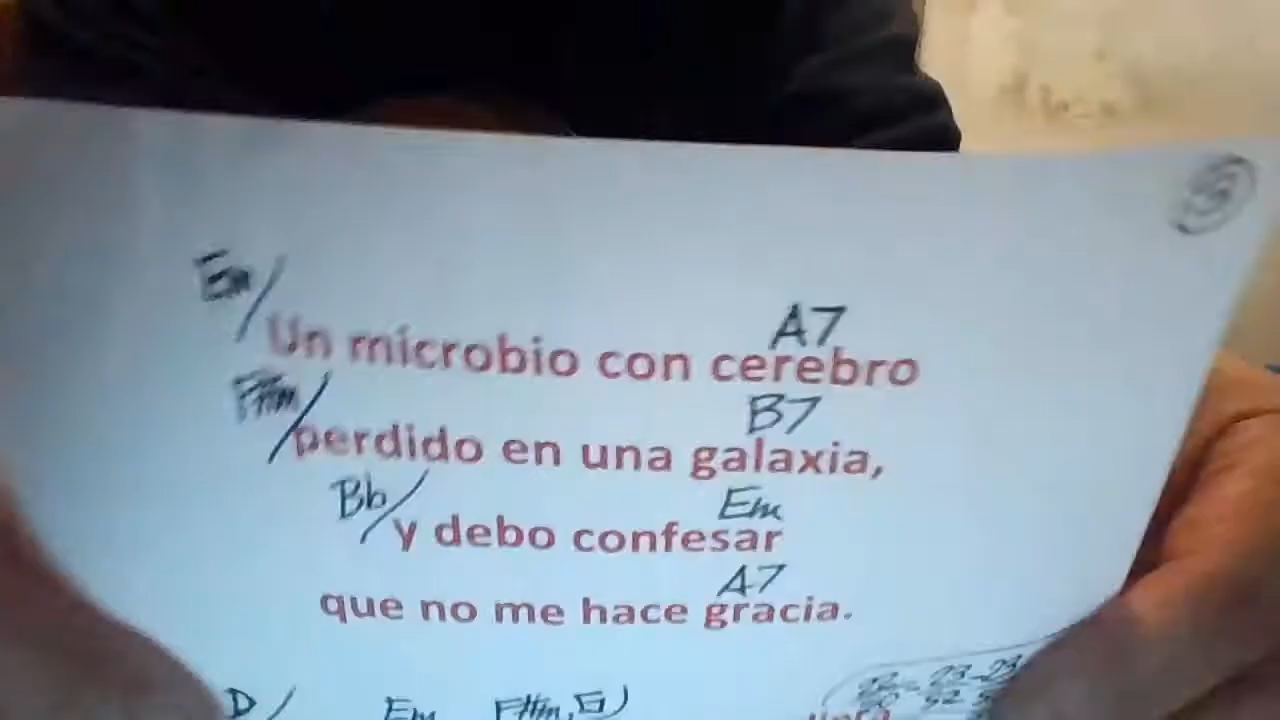 Em/ A7
Un microbio con cerebro
F#m/ B7
perdido en una galaxia,
Bb/ Em
y debo confesar
A7
que no me hace gracia.
D / Em F#m,